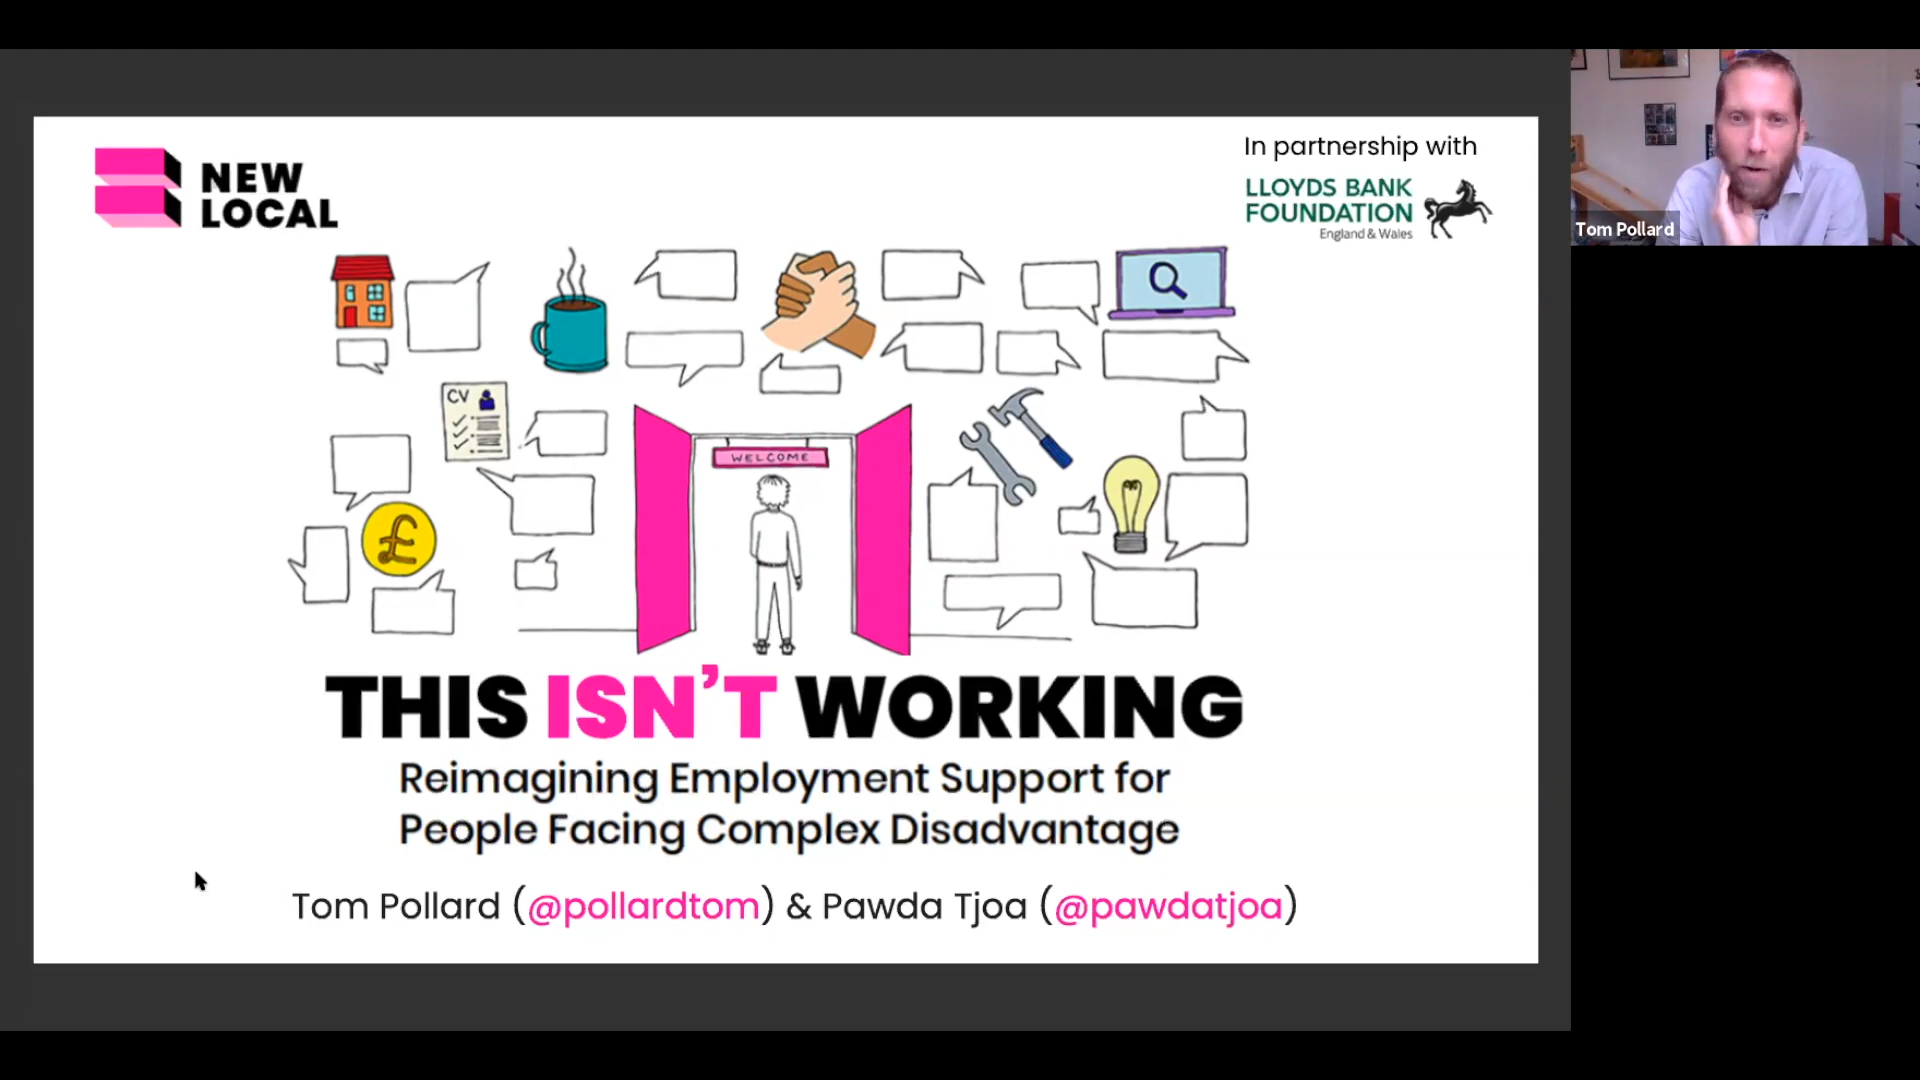 NEW
LOCAL
In partnership with
LLOYDS BANK
FOUNDATION
England & Wales
Tom Pollard
CV
£
WELCOME
THIS ISN'T WORKING
Reimagining Employment Support for
People Facing Complex Disadvantage
Tom Pollard (@pollardtom) & Pawda Tjoa (@pawdatjoa)